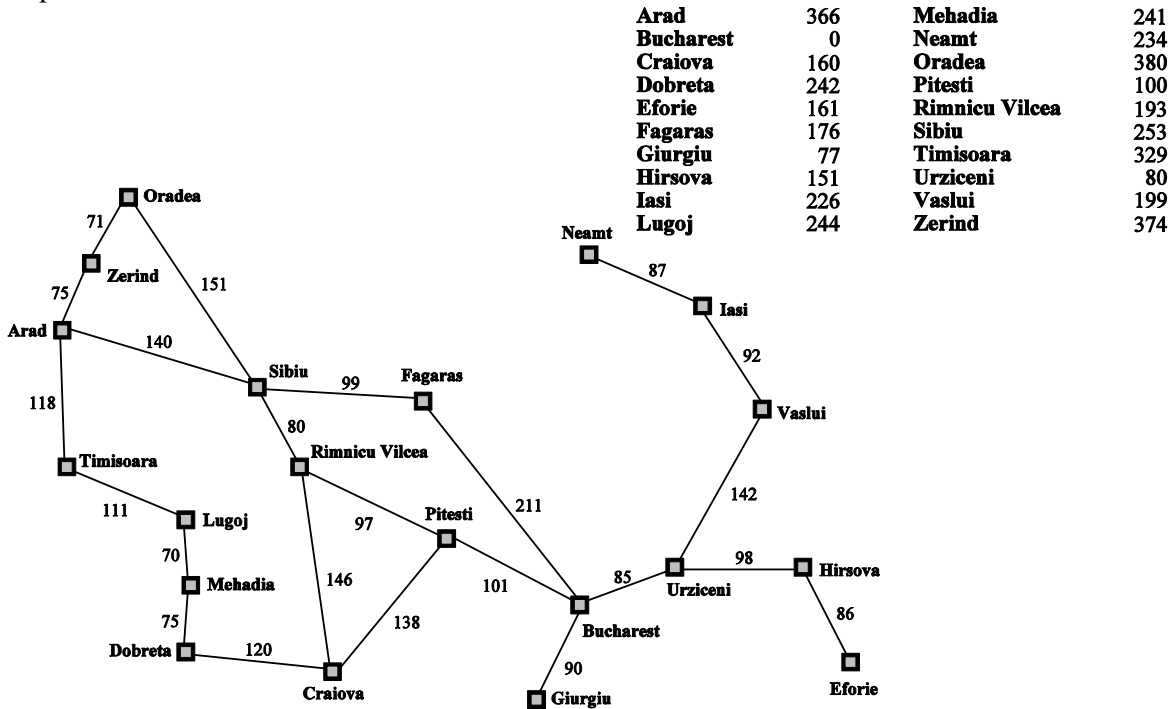 Arad 366 Mehadia 241
Bucharest 0 Neamt 234
Craiova 160 Oradea 380
Dobreta 242 Pitesti 100
Eforie 161 Rimnicu Vilcea 193
Fagaras 176 Sibiu 253
Giurgiu 77 Timisoara 329
Hirsova 151 Urziceni 80
Iasi 226 Vaslui 199
Lugoj 244 Zerind 374
Oradea
71
Neamt
Zerind
87
151
75
Iasi
Arad
140
92
Sibiu
Fagaras
99
118
Vaslui
80
Timisoara
Rimnicu Vilcea
142
111
211
Lugoj
97
Pitesti
70
98
Hirsova
146
101
85
Mehadia
Urziceni
86
75
138
Bucharest
Dobreta
120
90
Craiova
Giurgiu
Eforie